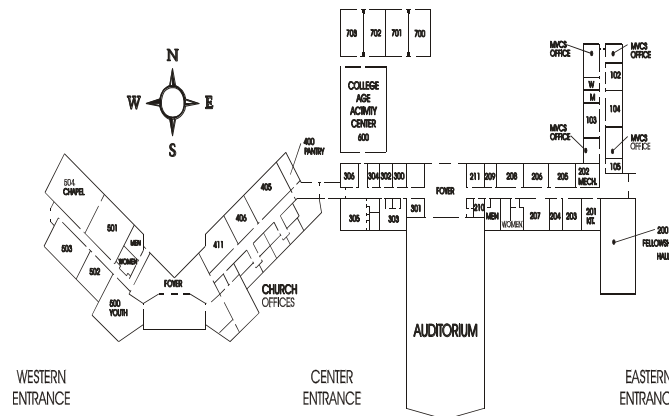 703 702 701 700
MVCS
OFFICE
MVCS
OFFICE
N
W E
S
COLLEGE
AGE
ACTIVITY
CENTER
600
W
M
102
103
104
MVCS
OFFICE
MVCS
OFFICE
105
400
PANTRY
504
CHAPEL
501
MEN
WOMEN
503
502
500
YOUTH
FOYER
405
406
411
CHURCH
OFFICES
306 304 302 300
FOYER
211 209 208 206 205 202
MECH.
305 303 301
210 MEN WOMEN 207 204 203 201
KIT.
200
FELLOWSH
HALL
AUDITORIUM
WESTERN
ENTRANCE
CENTER
ENTRANCE
EASTERN
ENTRANC